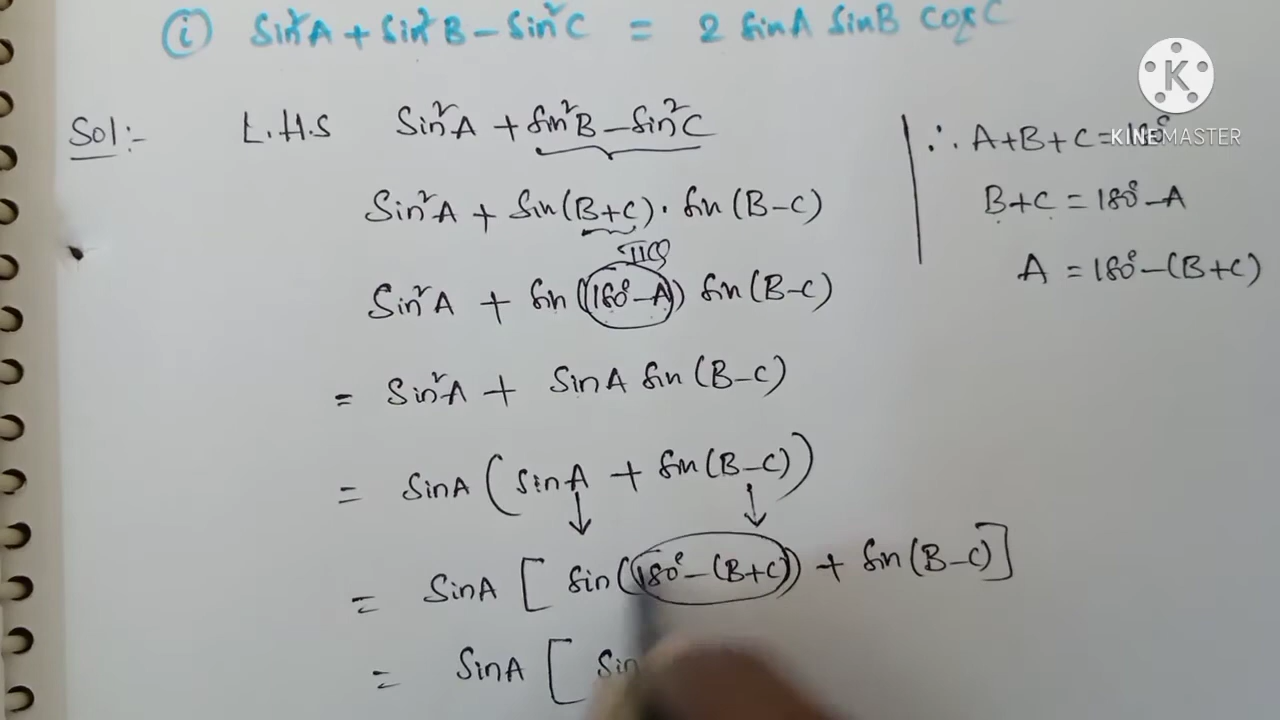 (i) Sin²A + Sin²B - Sin²C = 2 SinA SinB CosC
Sol:- L.H.S Sin²A + Sin²B - Sin²C
Sin²A + Sin(B+C) . Sin(B-C)
Sin²A + Sin(180°-A) Sin(B-C)
= Sin²A + SinA Sin(B-C)
= SinA (SinA + Sin(B-C))
= SinA [ Sin(180°-(B+C)) + Sin(B-C) ]
= SinA [ Sin
∴ A+B+C = 180°
B+C = 180°-A
A = 180°-(B+C)
K
KINEMASTER